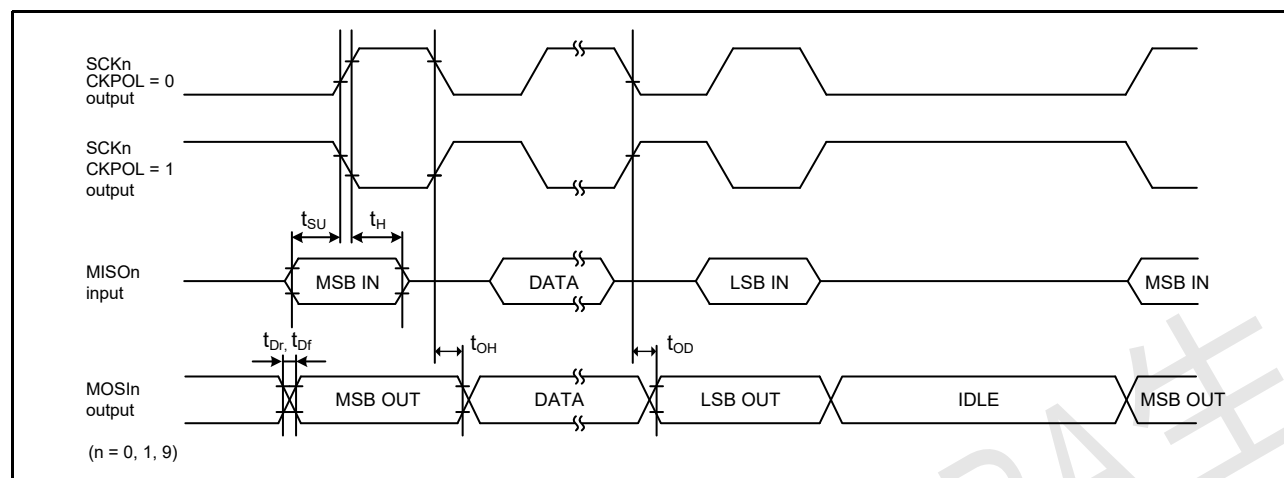 SCKn
CKPOL = 0
output
SCKn
CKPOL = 1
output
tSU
tH
MISOn
input
MSB IN
DATA
LSB IN
MSB IN
tDr, tDf
tOH
tOD
MOSIn
output
MSB OUT
DATA
LSB OUT
IDLE
MSB OUT
(n = 0, 1, 9)